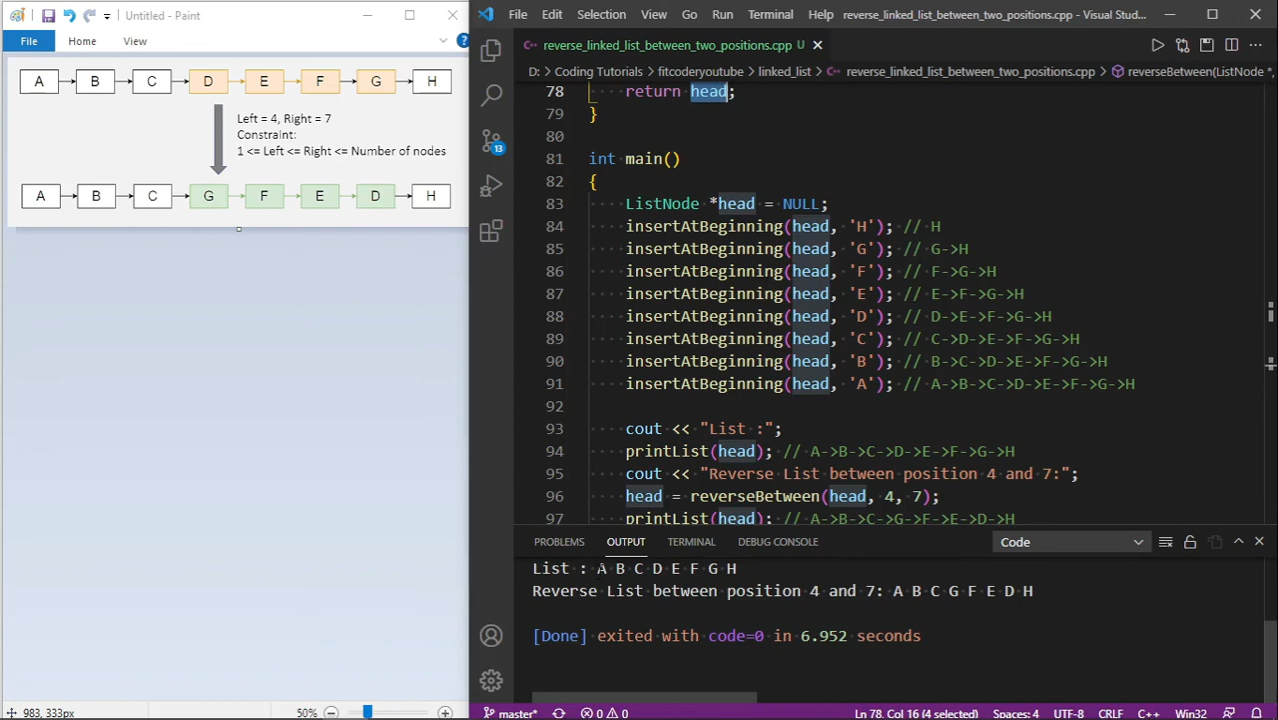 Untitled - Paint
File Home View
A B C D E F G H
Left = 4, Right = 7
Constraint:
1 <= Left <= Right <= Number of nodes
A B C G F E D H
983, 333px 50%
File Edit Selection View Go Run Terminal Help reverse_linked_list_between_two_positions.cpp - Visual Stud...
reverse_linked_list_between_two_positions.cpp U
D: > Coding Tutorials > fitcoderyoutube > linked_list > reverse_linked_list_between_two_positions.cpp > reverseBetween(ListNode *,
78 return head;
79 }
80
81 int main()
82 {
83 ListNode *head = NULL;
84 insertAtBeginning(head, 'H'); // H
85 insertAtBeginning(head, 'G'); // G->H
86 insertAtBeginning(head, 'F'); // F->G->H
87 insertAtBeginning(head, 'E'); // E->F->G->H
88 insertAtBeginning(head, 'D'); // D->E->F->G->H
89 insertAtBeginning(head, 'C'); // C->D->E->F->G->H
90 insertAtBeginning(head, 'B'); // B->C->D->E->F->G->H
91 insertAtBeginning(head, 'A'); // A->B->C->D->E->F->G->H
92
93 cout << "List :";
94 printList(head); // A->B->C->D->E->F->G->H
95 cout << "Reverse List between position 4 and 7:";
96 head = reverseBetween(head, 4, 7);
97 printList(head); // A->B->C->G->F->E->D->H
13
PROBLEMS OUTPUT TERMINAL DEBUG CONSOLE Code
List : A B C D E F G H
Reverse List between position 4 and 7: A B C G F E D H
[Done] exited with code=0 in 6.952 seconds
master* 0 0 Ln 78, Col 16 (4 selected) Spaces: 4 UTF-8 CRLF C++ Win32